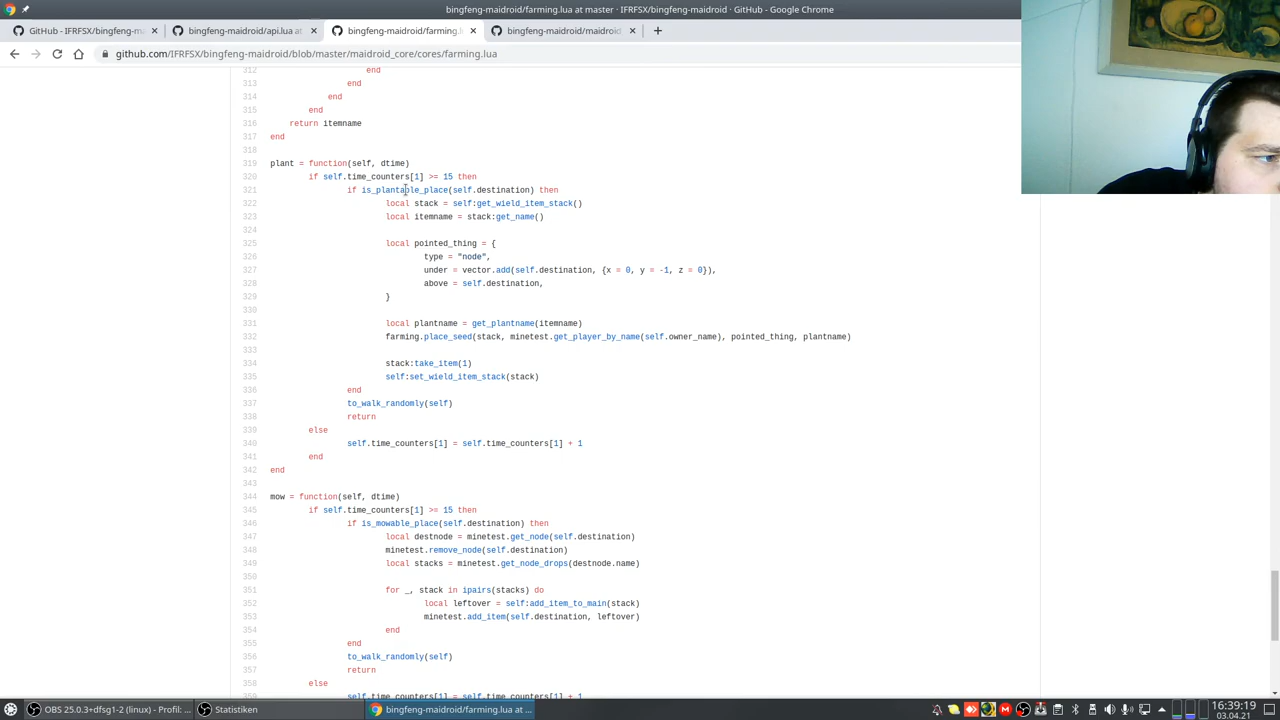 bingfeng-maidroid/farming.lua at master · IFRFSX/bingfeng-maidroid · GitHub - Google Chrome
GitHub - IFRFSX/bingfeng-m
bingfeng-maidroid/api.lua at
bingfeng-maidroid/farming.
bingfeng-maidroid/maidroid
github.com/IFRFSX/bingfeng-maidroid/blob/master/maidroid_core/cores/farming.lua
312 end
313 end
314 end
315 end
316 return itemname
317 end
318
319 plant = function(self, dtime)
320 if self.time_counters[1] >= 15 then
321 if is_plantable_place(self.destination) then
322 local stack = self:get_wield_item_stack()
323 local itemname = stack:get_name()
324
325 local pointed_thing = {
326 type = "node",
327 under = vector.add(self.destination, {x = 0, y = -1, z = 0}),
328 above = self.destination,
329 }
330
331 local plantname = get_plantname(itemname)
332 farming.place_seed(stack, minetest.get_player_by_name(self.owner_name), pointed_thing, plantname)
333
334 stack:take_item(1)
335 self:set_wield_item_stack(stack)
336 end
337 to_walk_randomly(self)
338 return
339 else
340 self.time_counters[1] = self.time_counters[1] + 1
341 end
342 end
343
344 mow = function(self, dtime)
345 if self.time_counters[1] >= 15 then
346 if is_mowable_place(self.destination) then
347 local destnode = minetest.get_node(self.destination)
348 minetest.remove_node(self.destination)
349 local stacks = minetest.get_node_drops(destnode.name)
350
351 for _, stack in ipairs(stacks) do
352 local leftover = self:add_item_to_main(stack)
353 minetest.add_item(self.destination, leftover)
354 end
355 end
356 to_walk_randomly(self)
357 return
358 else
359 self.time_counters[1] = self.time_counters[1] + 1
OBS 25.0.3+dfsg1-2 (linux) - Profil: ...
Statistiken
bingfeng-maidroid/farming.lua at ...
16:39:19
03.04.21